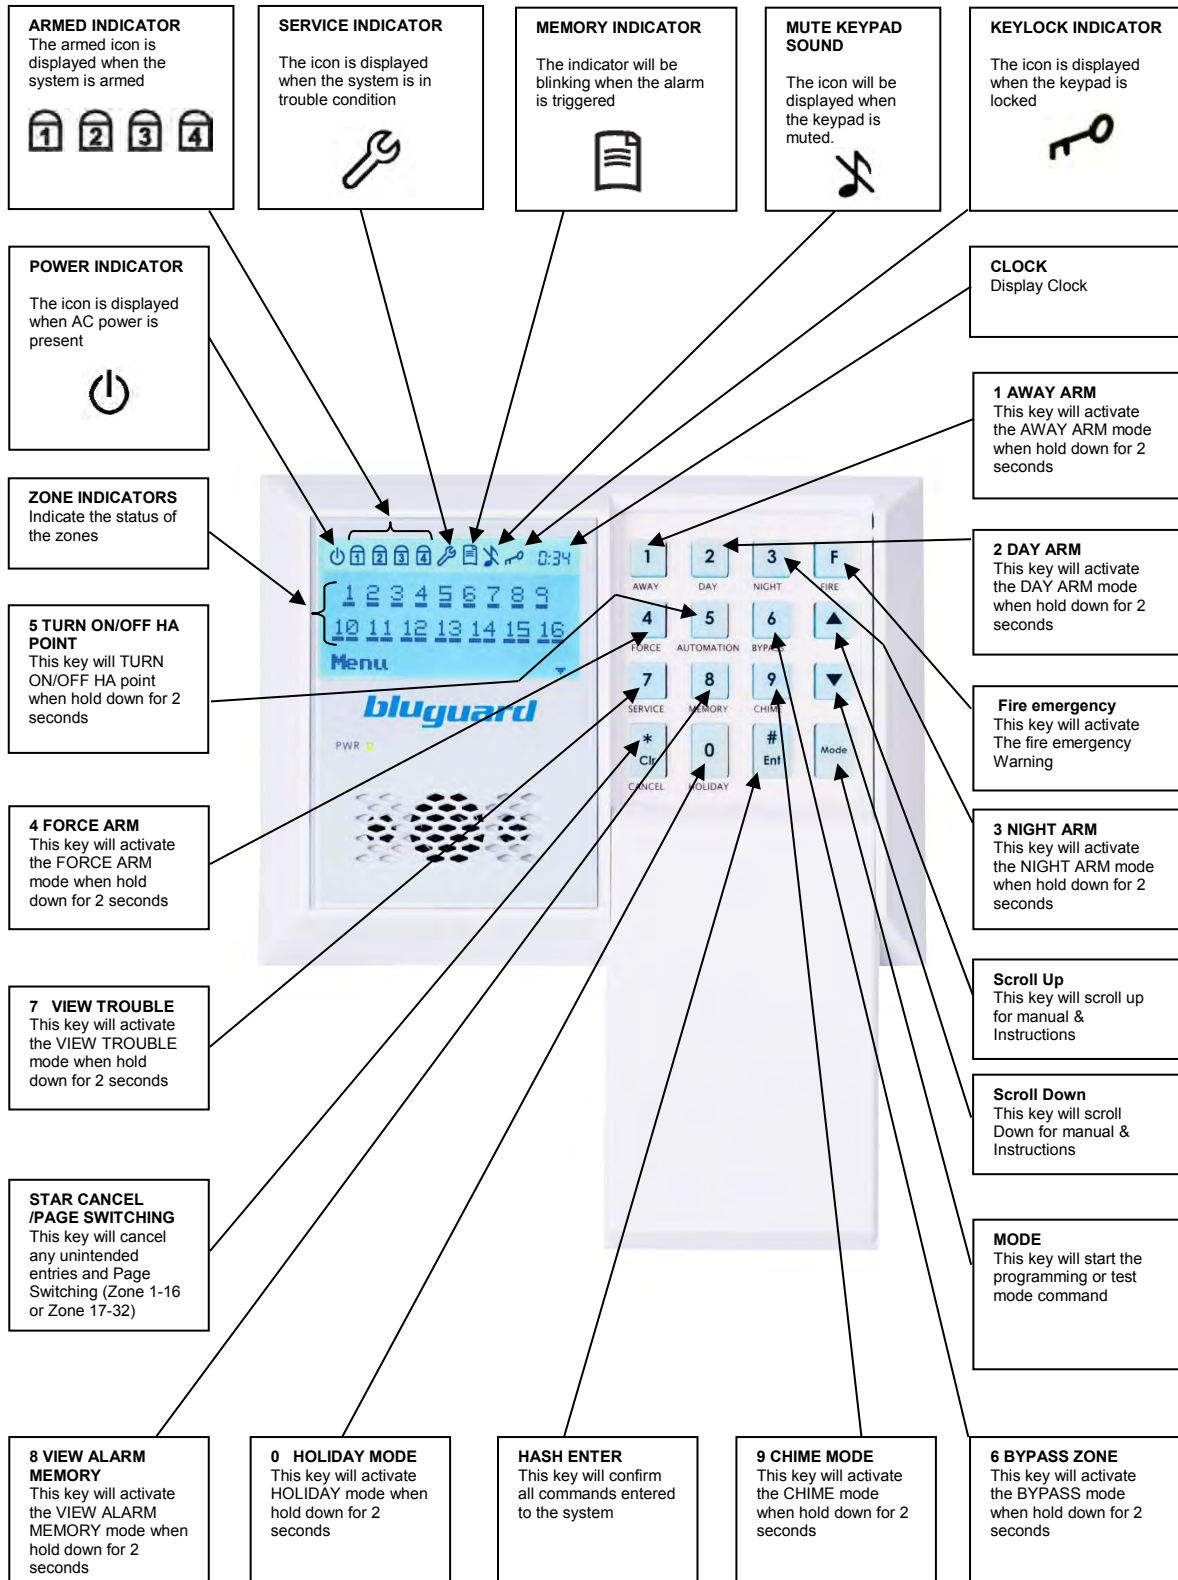 ARMED INDICATOR
The armed icon is
displayed when the
system is armed
1 2 3 4
SERVICE INDICATOR
The icon is displayed
when the system is in
trouble condition
MEMORY INDICATOR
The indicator will be
blinking when the alarm
is triggered
MUTE KEYPAD
SOUND
The icon will be
displayed when
the keypad is
muted.
KEYLOCK INDICATOR
The icon is displayed
when the keypad is
locked
POWER INDICATOR
The icon is displayed
when AC power is
present
CLOCK
Display Clock
1 AWAY ARM
This key will activate
the AWAY ARM mode
when hold down for 2
seconds
ZONE INDICATORS
Indicate the status of
the zones
2 DAY ARM
This key will activate
the DAY ARM mode
when hold down for 2
seconds
5 TURN ON/OFF HA
POINT
This key will TURN
ON/OFF HA point
when hold down for 2
seconds
1 2 3 4 0:34
1 2 3 4 5 6 7 8 9
10 11 12 13 14 15 16
Menu
bluguard
PWR
1 2 3 F
AWAY DAY NIGHT FIRE
4 5 6
FORCE AUTOMATION BYPASS
7 8 9
SERVICE MEMORY CHIME
* 0 # Mode
Clr Ent
CANCEL HOLIDAY
Fire emergency
This key will activate
The fire emergency
Warning
4 FORCE ARM
This key will activate
the FORCE ARM
mode when hold
down for 2 seconds
3 NIGHT ARM
This key will activate
the NIGHT ARM mode
when hold down for 2
seconds
7 VIEW TROUBLE
This key will activate
the VIEW TROUBLE
mode when hold
down for 2 seconds
Scroll Up
This key will scroll up
for manual &
Instructions
Scroll Down
This key will scroll
Down for manual &
Instructions
STAR CANCEL
/PAGE SWITCHING
This key will cancel
any unintended
entries and Page
Switching (Zone 1-16
or Zone 17-32)
MODE
This key will start the
programming or test
mode command
8 VIEW ALARM
MEMORY
This key will activate
the VIEW ALARM
MEMORY mode when
hold down for 2
seconds
0 HOLIDAY MODE
This key will activate
HOLIDAY mode when
hold down for 2
seconds
HASH ENTER
This key will confirm
all commands entered
to the system
9 CHIME MODE
This key will activate
the CHIME mode
when hold down for 2
seconds
6 BYPASS ZONE
This key will activate
the BYPASS mode
when hold down for 2
seconds